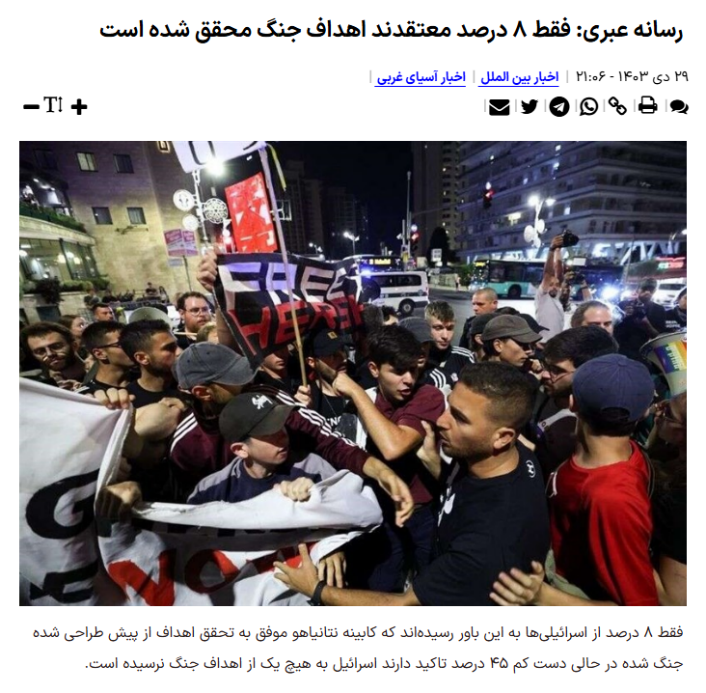 رسانه عبری: فقط ۸ درصد معتقدند اهداف جنگ محقق شده است
۲۹ دی ۱۴۰۳ - ۲۱:۰۶ | اخبار بین الملل | اخبار آسیای غربی |
FREE
HERSH
NOW
فقط ۸ درصد از اسرائیلی‌ها به این باور رسیده‌اند که کابینه نتانیاهو موفق به تحقق اهداف از پیش طراحی شده
جنگ شده در حالی دست کم ۴۵ درصد تاکید دارند اسرائیل به هیچ یک از اهداف جنگ نرسیده است.